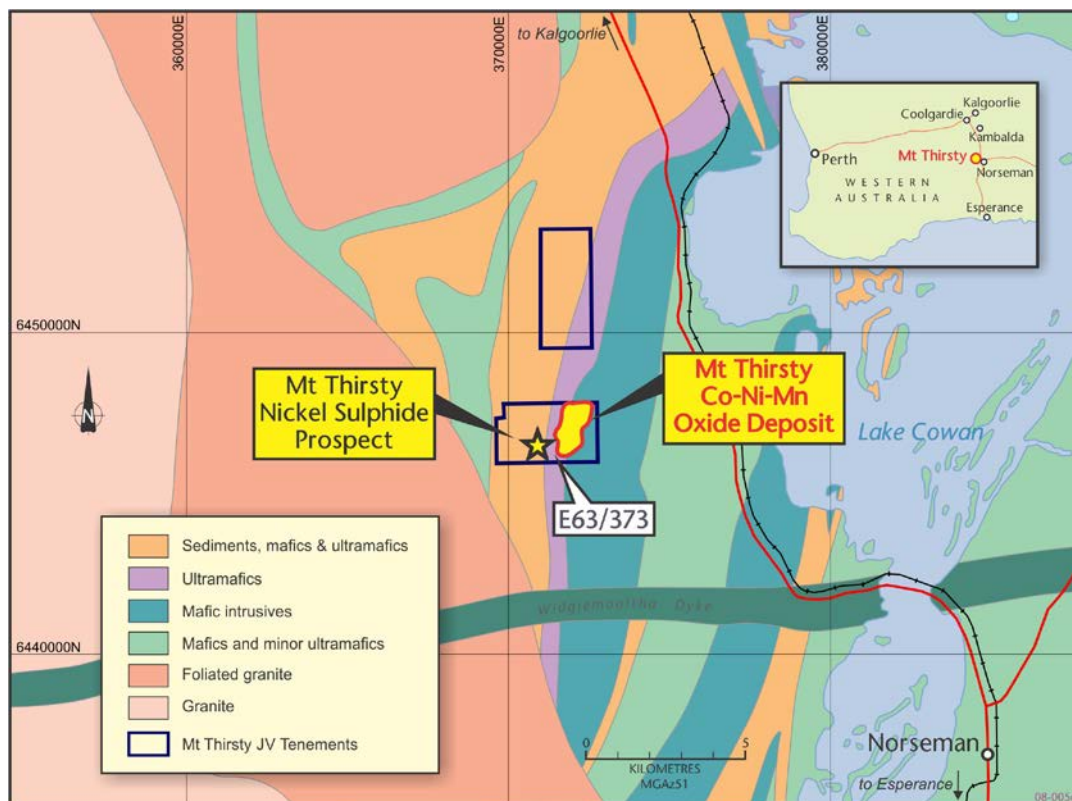 360000E
370000E
380000E
to Kalgoorlie
Kalgoorlie
Coolgardie
Kambalda
Perth
Mt Thirsty
Norseman
WESTERN
AUSTRALIA
Esperance
6450000N
Mt Thirsty
Nickel Sulphide
Prospect
Mt Thirsty
Co-Ni-Mn
Oxide Deposit
N
Lake Cowan
E63/373
Sediments, mafics & ultramafics
Ultramafics
Mafic intrusives
Mafics and minor ultramafics
Foliated granite
Granite
Mt Thirsty JV Tenements
Widgiemooltha Dyke
6440000N
0 5
KILOMETRES
MGAz51
Norseman
to Esperance